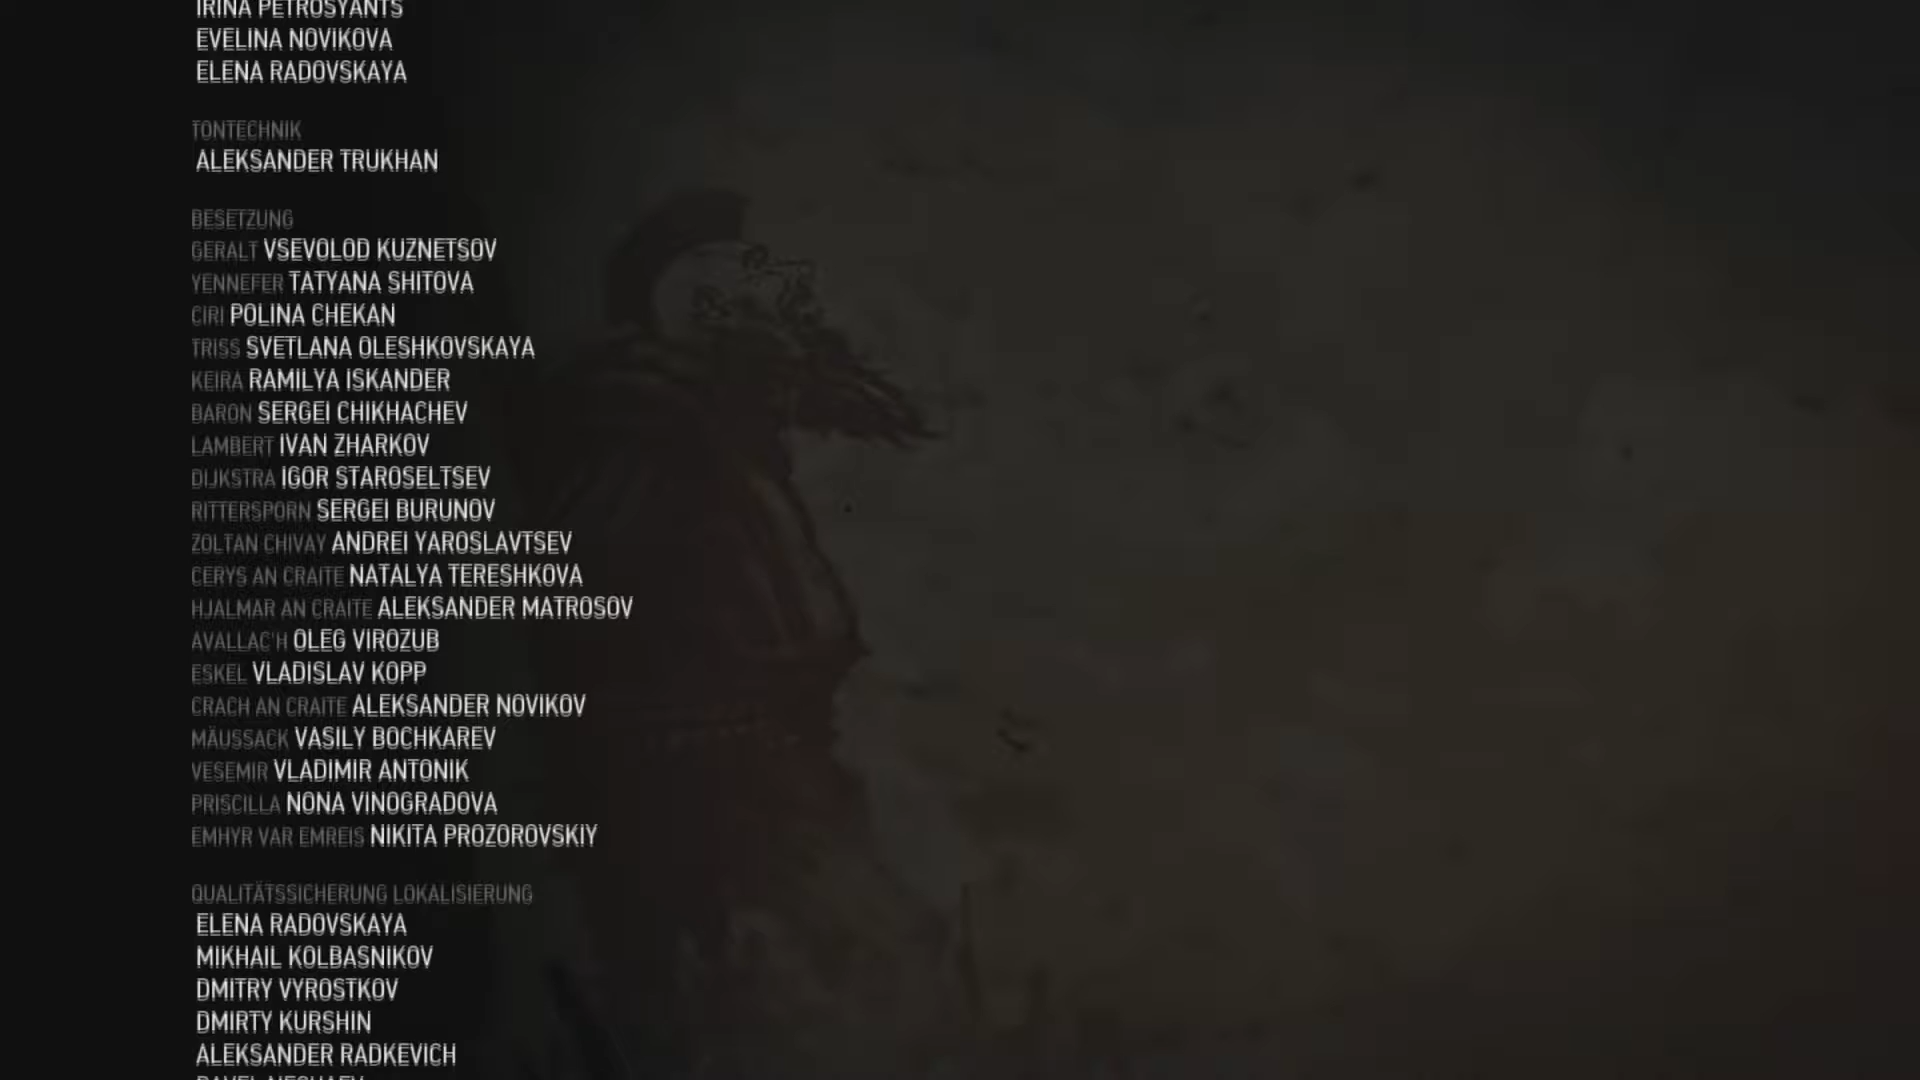 IRINA PETROSYANTS
EVELINA NOVIKOVA
ELENA RADOVSKAYA
TONTECHNIK
ALEKSANDER TRUKHAN
BESETZUNG
GERALT VSEVOLOD KUZNETSOV
YENNEFER TATYANA SHITOVA
CIRI POLINA CHEKAN
TRISS SVETLANA OLESHKOVSKAYA
KEIRA RAMILYA ISKANDER
BARON SERGEI CHIKHACHEV
LAMBERT IVAN ZHARKOV
DIJKSTRA IGOR STAROSELTSEV
RITTERSPORN SERGEI BURUNOV
ZOLTAN CHIVAY ANDREI YAROSLAVTSEV
CERYS AN CRAITE NATALYA TERESHKOVA
HJALMAR AN CRAITE ALEKSANDER MATROSOV
AVALLAC'H OLEG VIROZUB
ESKEL VLADISLAV KOPP
CRACH AN CRAITE ALEKSANDER NOVIKOV
MÄUSSACK VASILY BOCHKAREV
VESEMIR VLADIMIR ANTONIK
PRISCILLA NONA VINOGRADOVA
EMHYR VAR EMREIS NIKITA PROZOROVSKIY
QUALITÄTSSICHERUNG LOKALISIERUNG
ELENA RADOVSKAYA
MIKHAIL KOLBASNIKOV
DMITRY VYROSTKOV
DMIRTY KURSHIN
ALEKSANDER RADKEVICH